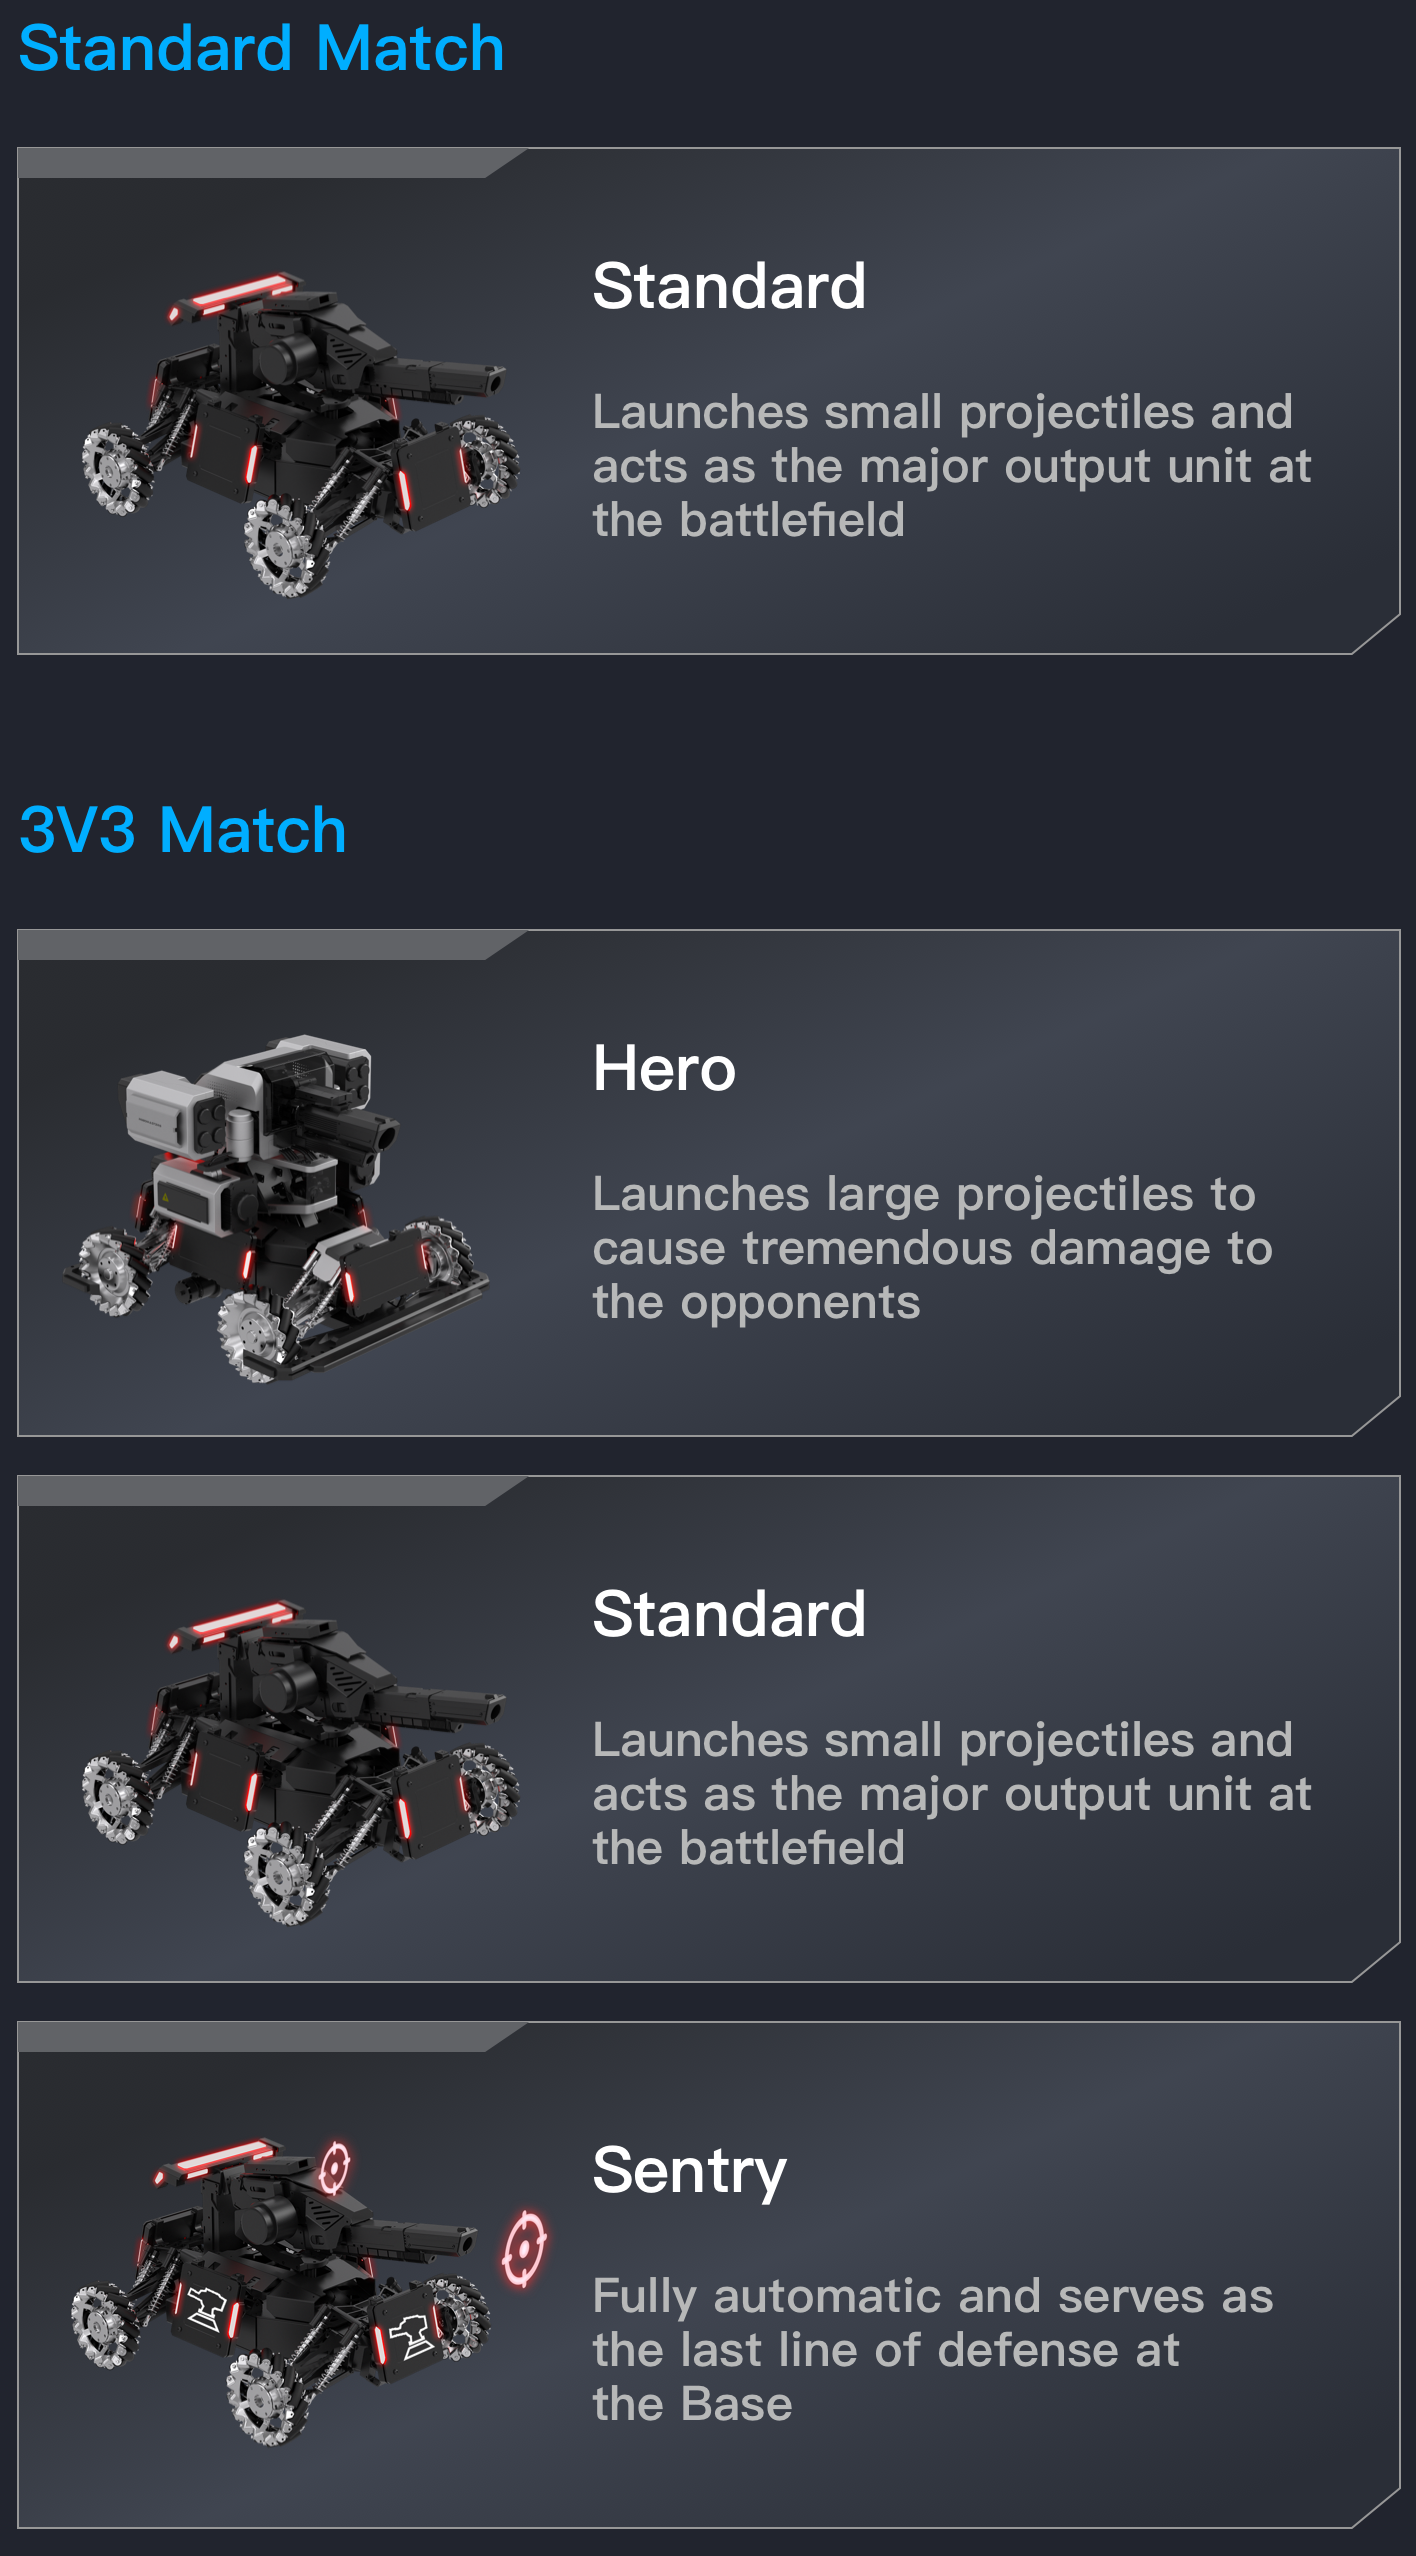 Standard Match
Standard
Launches small projectiles and
acts as the major output unit at
the battlefield
3V3 Match
Hero
Launches large projectiles to
cause tremendous damage to
the opponents
Standard
Launches small projectiles and
acts as the major output unit at
the battlefield
Sentry
Fully automatic and serves as
the last line of defense at
the Base